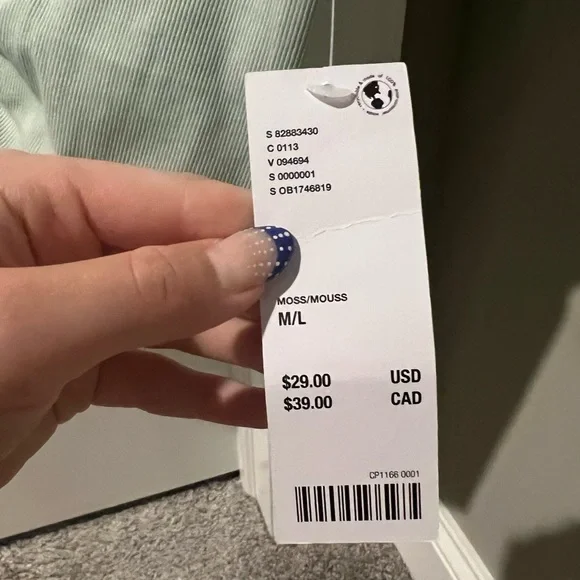 S 82883430
C 0113
V 094694
S 0000001
S OB1746819
MOSS/MOUSS
M/L
$29.00 USD
$39.00 CAD
CP1166 0001